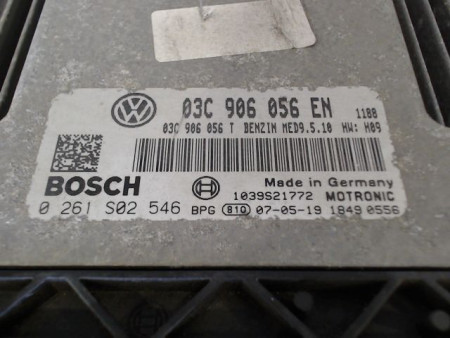 03C 906 056 EN 1188
03C 906 056 T BENZIN MED9.5.10 HW: H09
BOSCH
Made in Germany
1039S21772 MOTRONIC
0 261 S02 546 BPG 810 07-05-19 1849 0556